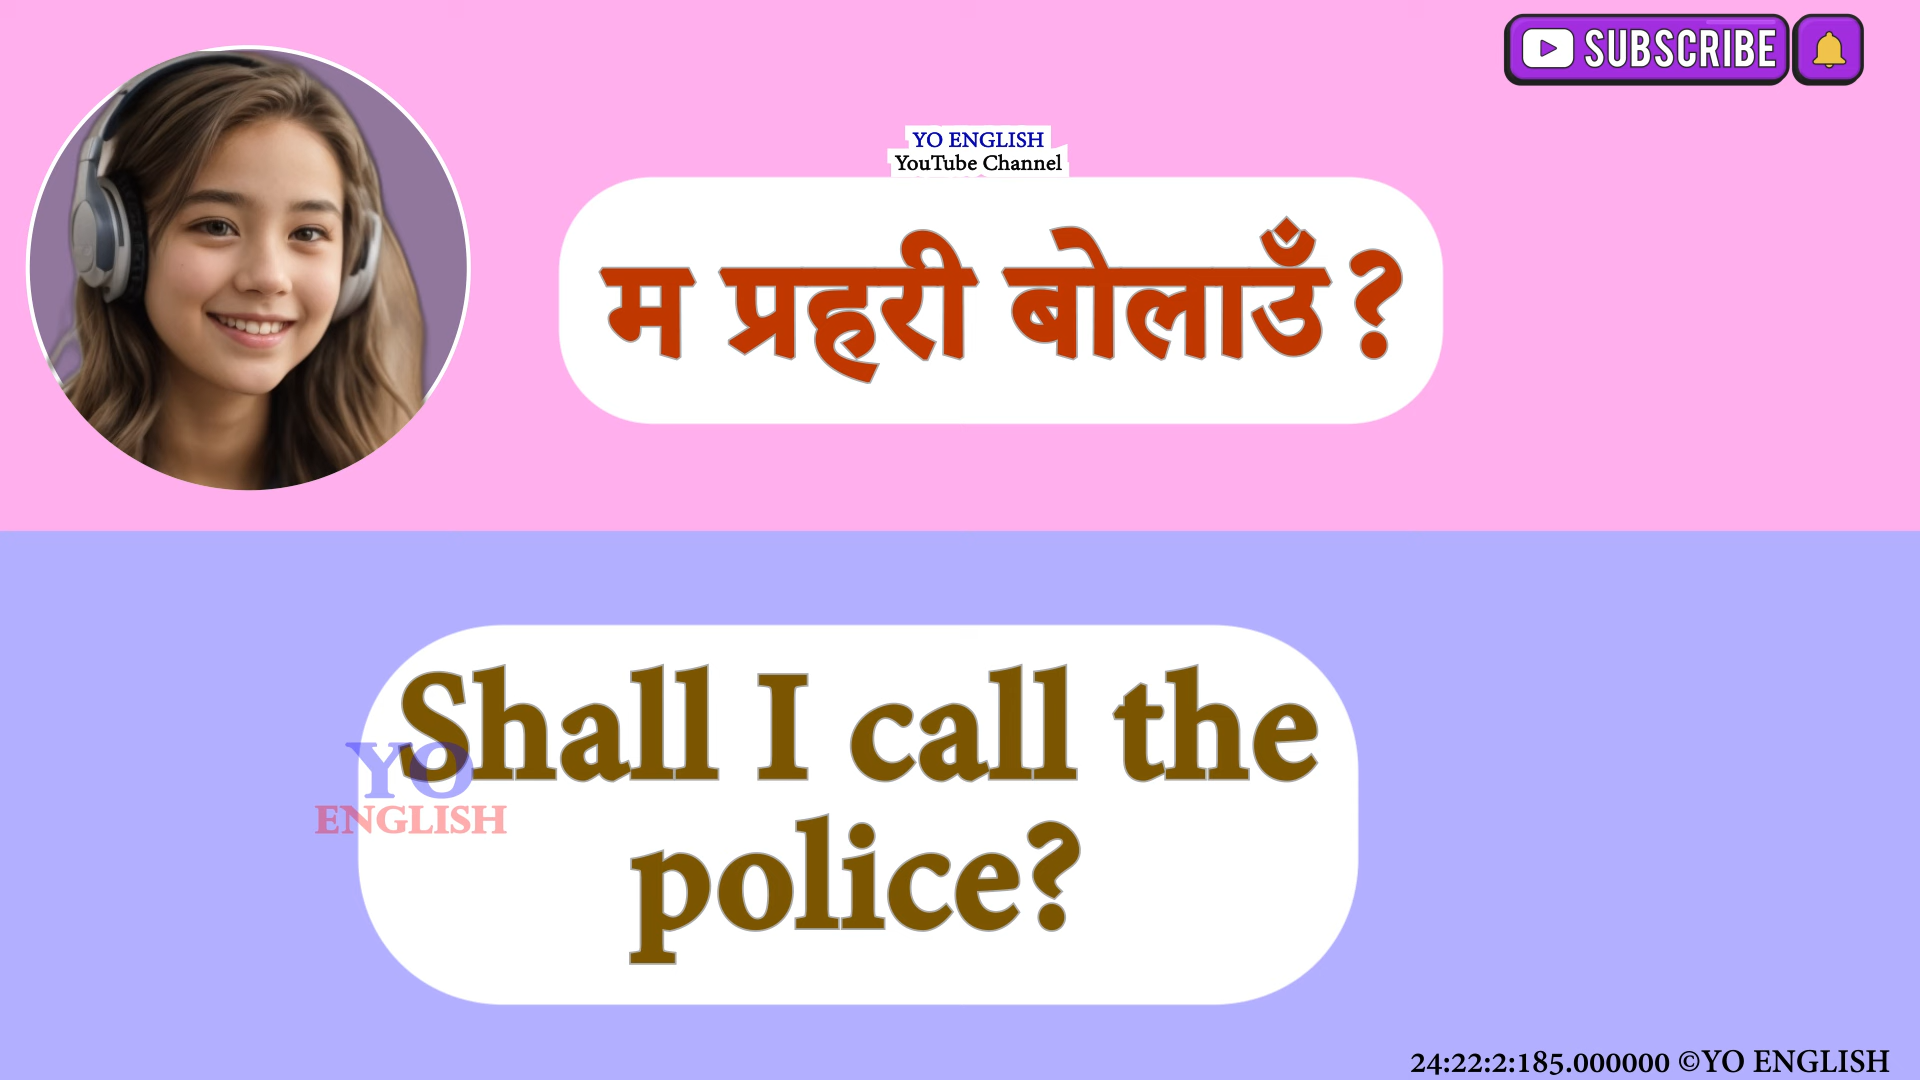 SUBSCRIBE
YO ENGLISH
YouTube Channel
म प्रहरी बोलाउँ ?
Shall I call the
police?
YO
ENGLISH
24:22:2:185.000000 ©YO ENGLISH